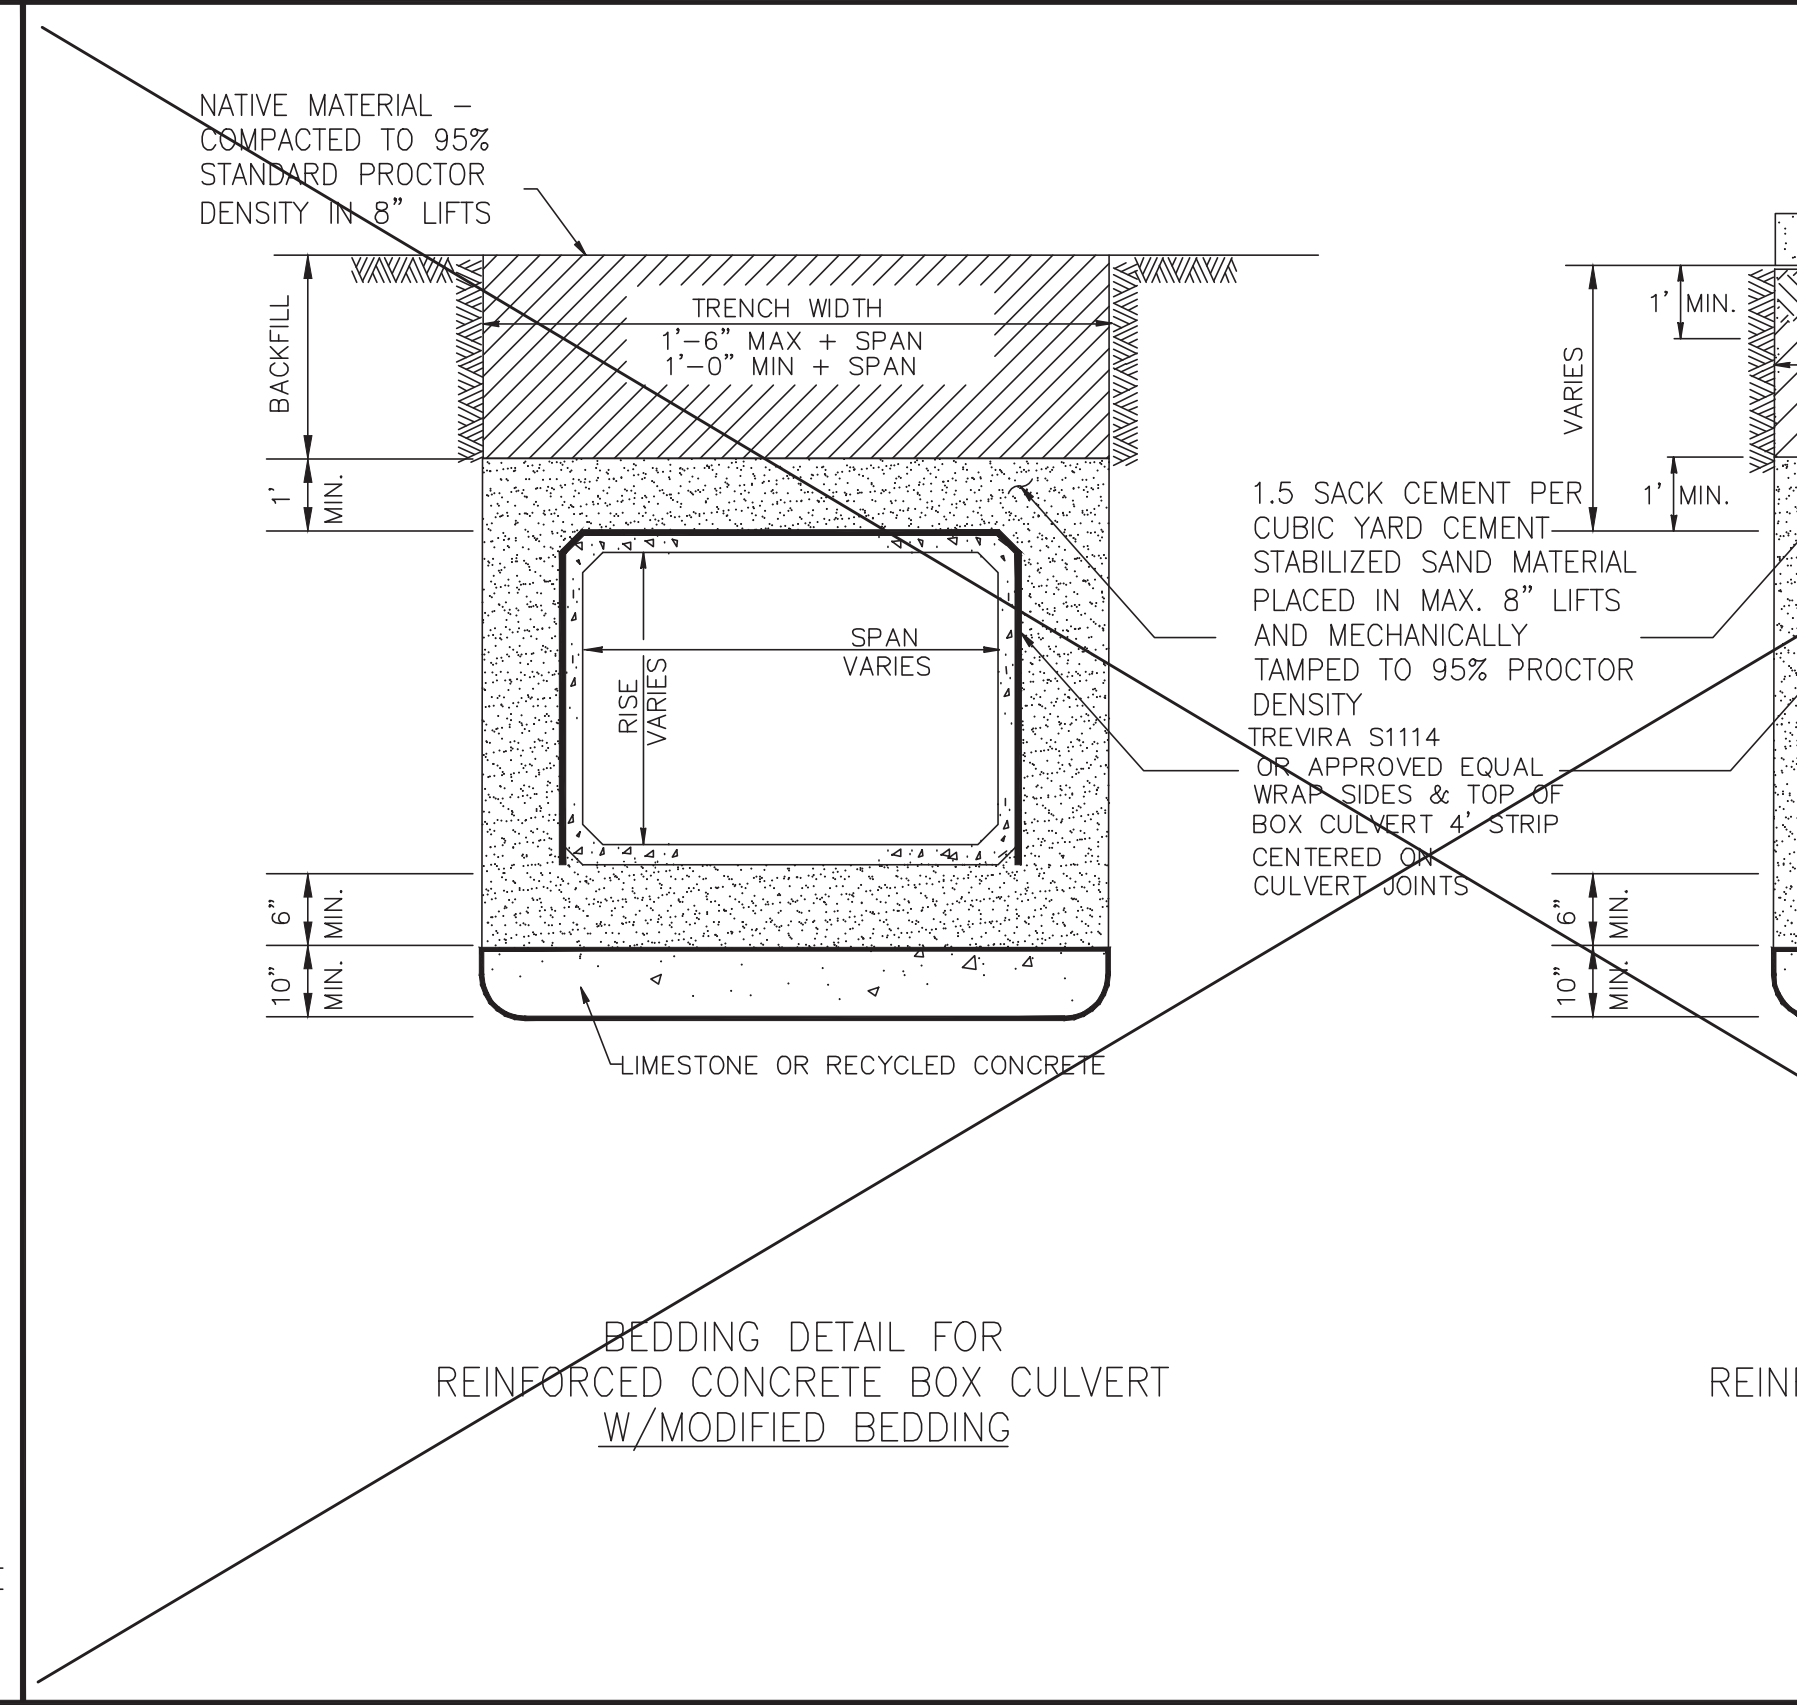 NATIVE MATERIAL –
COMPACTED TO 95%
STANDARD PROCTOR
DENSITY IN 8" LIFTS
BACKFILL
TRENCH WIDTH
1'–6" MAX + SPAN
1'–0" MIN + SPAN
1'
MIN.
SPAN
VARIES
RISE
VARIES
6"
MIN.
10"
MIN.
LIMESTONE OR RECYCLED CONCRETE
1.5 SACK CEMENT PER
CUBIC YARD CEMENT
STABILIZED SAND MATERIAL
PLACED IN MAX. 8" LIFTS
AND MECHANICALLY
TAMPED TO 95% PROCTOR
DENSITY
TREVIRA S1114
OR APPROVED EQUAL
WRAP SIDES & TOP OF
BOX CULVERT 4' STRIP
CENTERED ON
CULVERT JOINTS
VARIES
1' MIN.
1' MIN.
6"
MIN.
10"
MIN.
BEDDING DETAIL FOR
REINFORCED CONCRETE BOX CULVERT
W/MODIFIED BEDDING